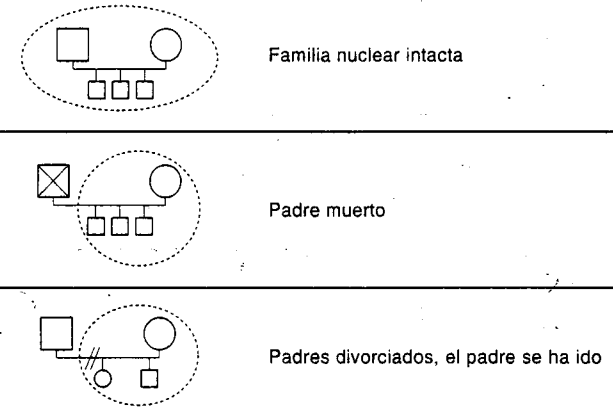 Familia nuclear intacta
Padre muerto
Padres divorciados, el padre se ha ido